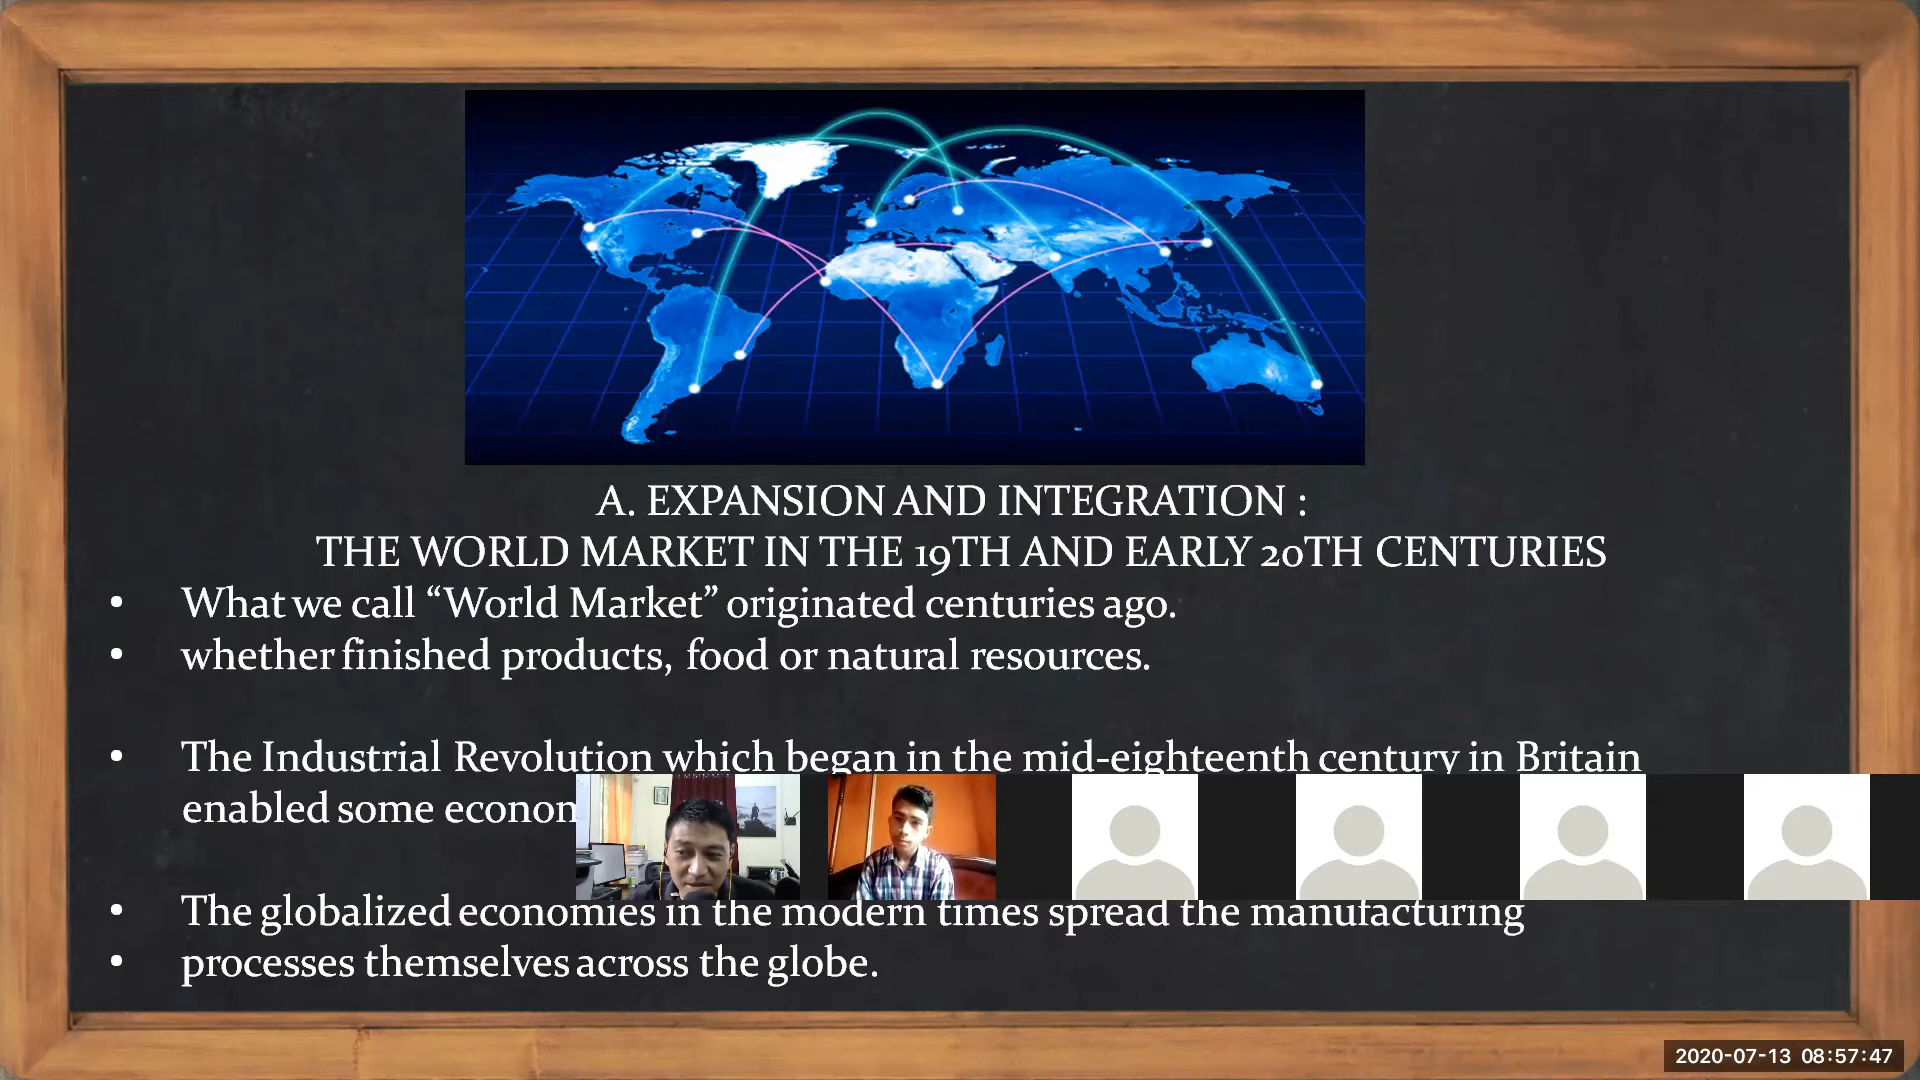 A. EXPANSION AND INTEGRATION :
THE WORLD MARKET IN THE 19TH AND EARLY 20TH CENTURIES
• What we call “World Market” originated centuries ago.
• whether finished products, food or natural resources.
• The Industrial Revolution which began in the mid-eighteenth century in Britain
enabled some
• The globalized economies in the modern times spread the manufacturing
• processes themselves across the globe.
2020-07-13 08:57:47